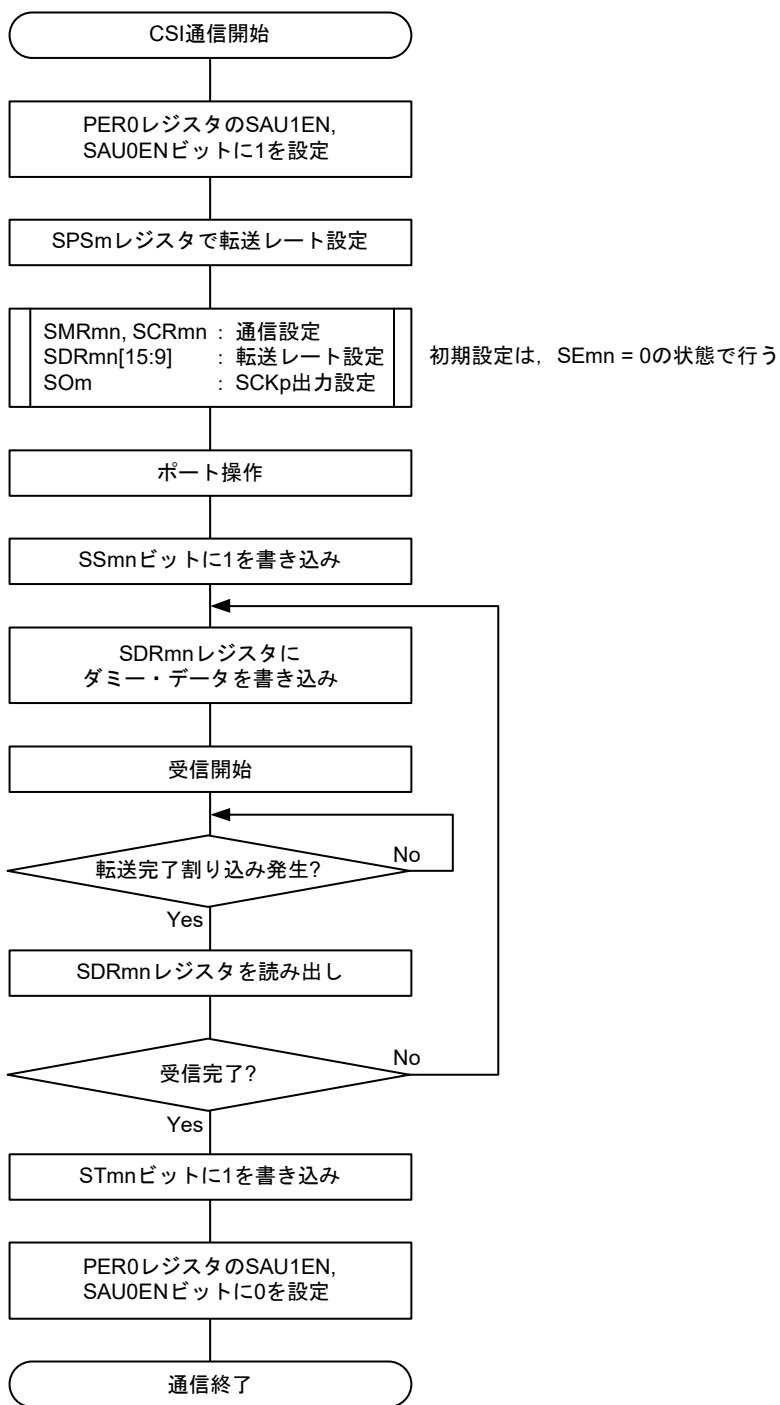 CSI通信開始
PER0レジスタのSAU1EN,
SAU0ENビットに1を設定
SPSmレジスタで転送レート設定
SMRmn, SCRmn : 通信設定
SDRmn[15:9] : 転送レート設定
SOm : SCKp出力設定
初期設定は，SEmn = 0の状態で行う
ポート操作
SSmnビットに1を書き込み
SDRmnレジスタに
ダミー・データを書き込み
受信開始
転送完了割り込み発生?
No
Yes
SDRmnレジスタを読み出し
受信完了?
No
Yes
STmnビットに1を書き込み
PER0レジスタのSAU1EN,
SAU0ENビットに0を設定
通信終了